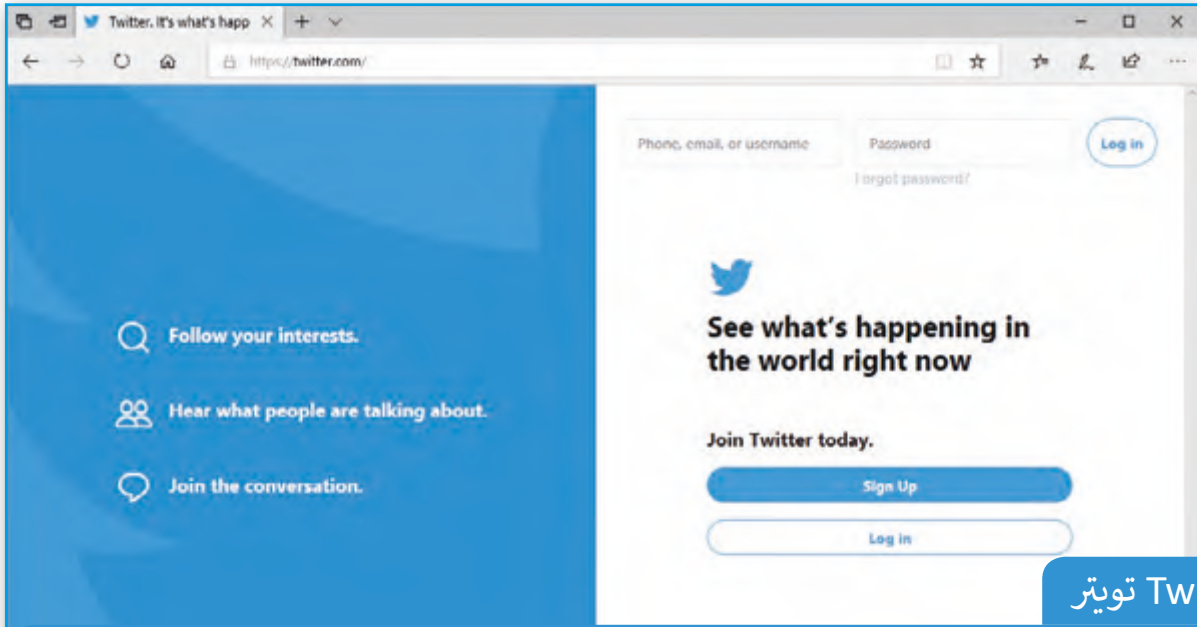 Twitter. It's what's happ
https://twitter.com/
Phone, email, or username
Password
Log in
Forgot password?
Follow your interests.
Hear what people are talking about.
Join the conversation.
See what's happening in
the world right now
Join Twitter today.
Sign Up
Log in
تويتر Tw